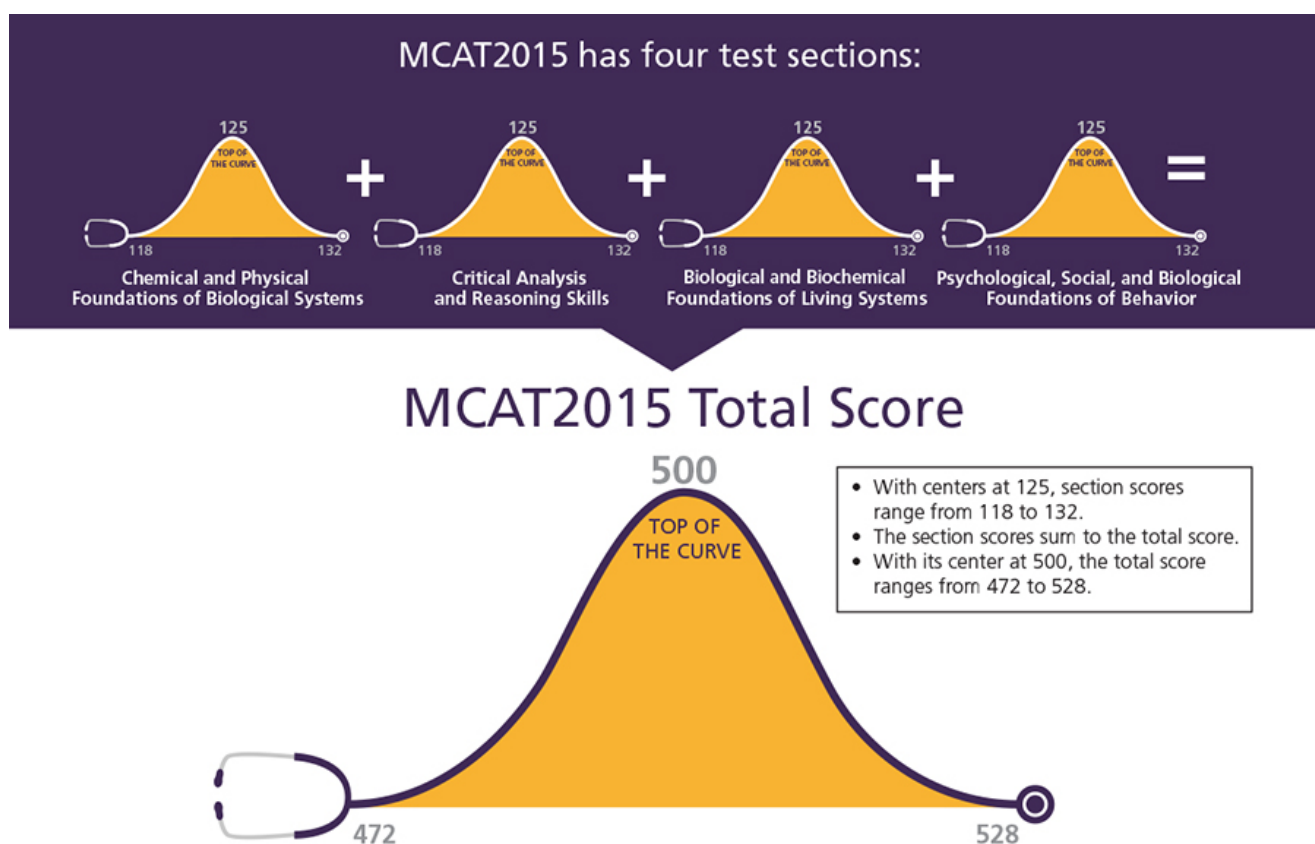 MCAT2015 has four test sections:
125
TOP OF
THE CURVE
118
132
Chemical and Physical
Foundations of Biological Systems
+
125
TOP OF
THE CURVE
118
132
Critical Analysis
and Reasoning Skills
+
125
TOP OF
THE CURVE
118
132
Biological and Biochemical
Foundations of Living Systems
+
125
TOP OF
THE CURVE
118
132
Psychological, Social, and Biological
Foundations of Behavior
=
MCAT2015 Total Score
500
TOP OF
THE CURVE
472
528
• With centers at 125, section scores
range from 118 to 132.
• The section scores sum to the total score.
• With its center at 500, the total score
ranges from 472 to 528.